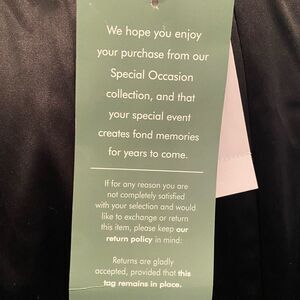 We hope you enjoy
your purchase from our
Special Occasion
collection, and that
your special event
creates fond memories
for years to come.
If for any reason you are
not completely satisfied
with your selection and would
like to exchange or return
this item, please keep our
return policy in mind:
Returns are gladly
accepted, provided that this
tag remains in place.